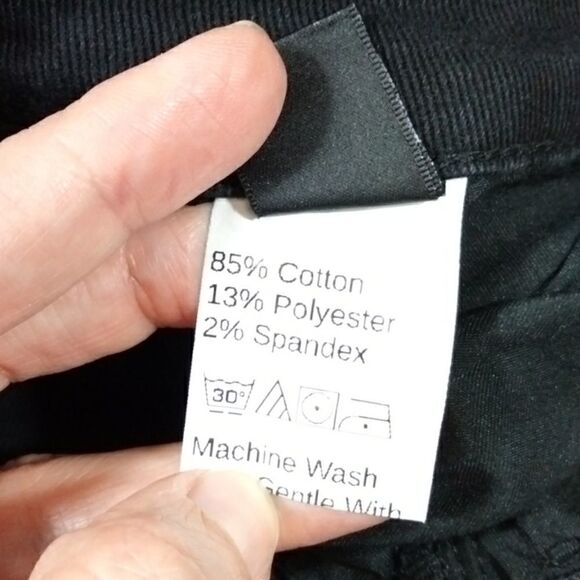 85% Cotton
13% Polyester
2% Spandex
30°
Machine Wash
Gentle With